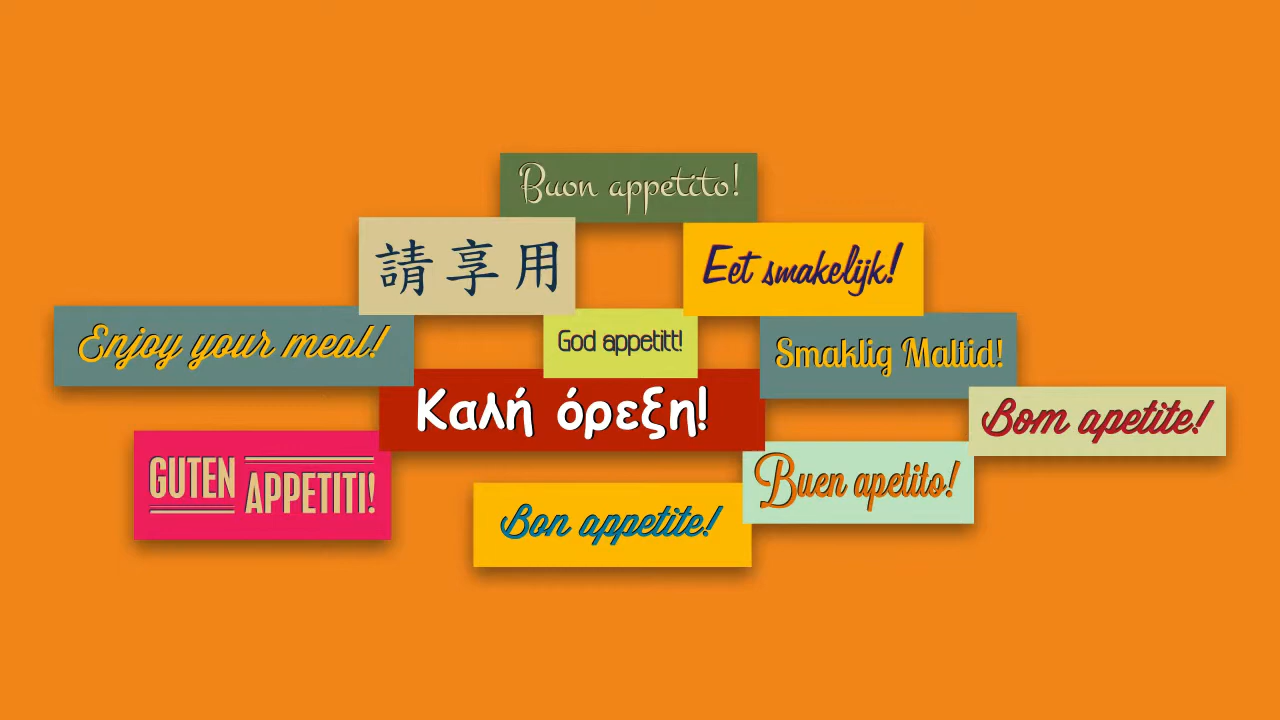 Buon appetito!
請享用
Eet smakelijk!
Enjoy your meal!
God appetitt!
Smaklig Maltid!
Καλή όρεξη!
Bom apetite!
GUTEN APPETITI!
Buen apetito!
Bon appetite!